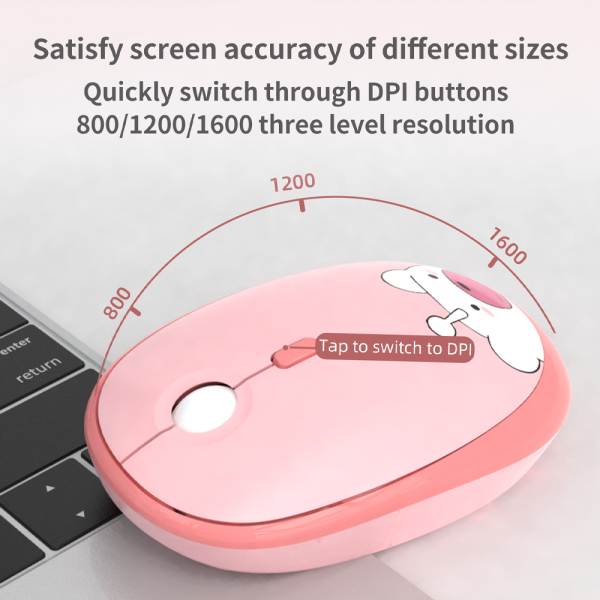 Satisfy screen accuracy of different sizes
Quickly switch through DPI buttons
800/1200/1600 three level resolution
1200
1600
800
Tap to switch to DPI
enter
return